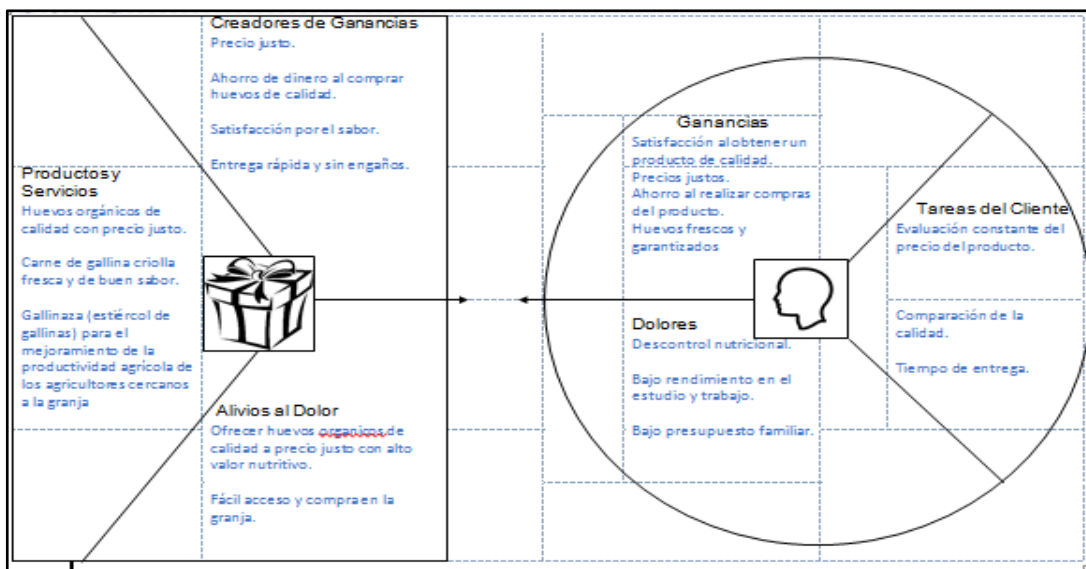 Creadores de Ganancias
Precio justo.
Ahorro de dinero al comprar
huevos de calidad.
Satisfacción por el sabor.
Entrega rápida y sin engaños.
Productos y
Servicios
Huevos orgánicos de
calidad con precio justo.
Carne de gallina criolla
fresca y de buen sabor.
Gallinaza (estiércol de
gallinas) para el
mejoramiento de la
productividad agrícola de
los agricultores cercanos
a la granja
Alivios al Dolor
Ofrecer huevos organicos de
calidad a precio justo con alto
valor nutritivo.
Fácil acceso y compra en la
granja.
Ganancias
Satisfacción al obtener un
producto de calidad.
Precios justos.
Ahorro al realizar compras
del producto.
Huevos frescos y
garantizados
Dolores
Descontrol nutricional.
Bajo rendimiento en el
estudio y trabajo.
Bajo presupuesto familiar.
Tareas del Cliente
Evaluación constante del
precio del producto.
Comparación de la
calidad.
Tiempo de entrega.